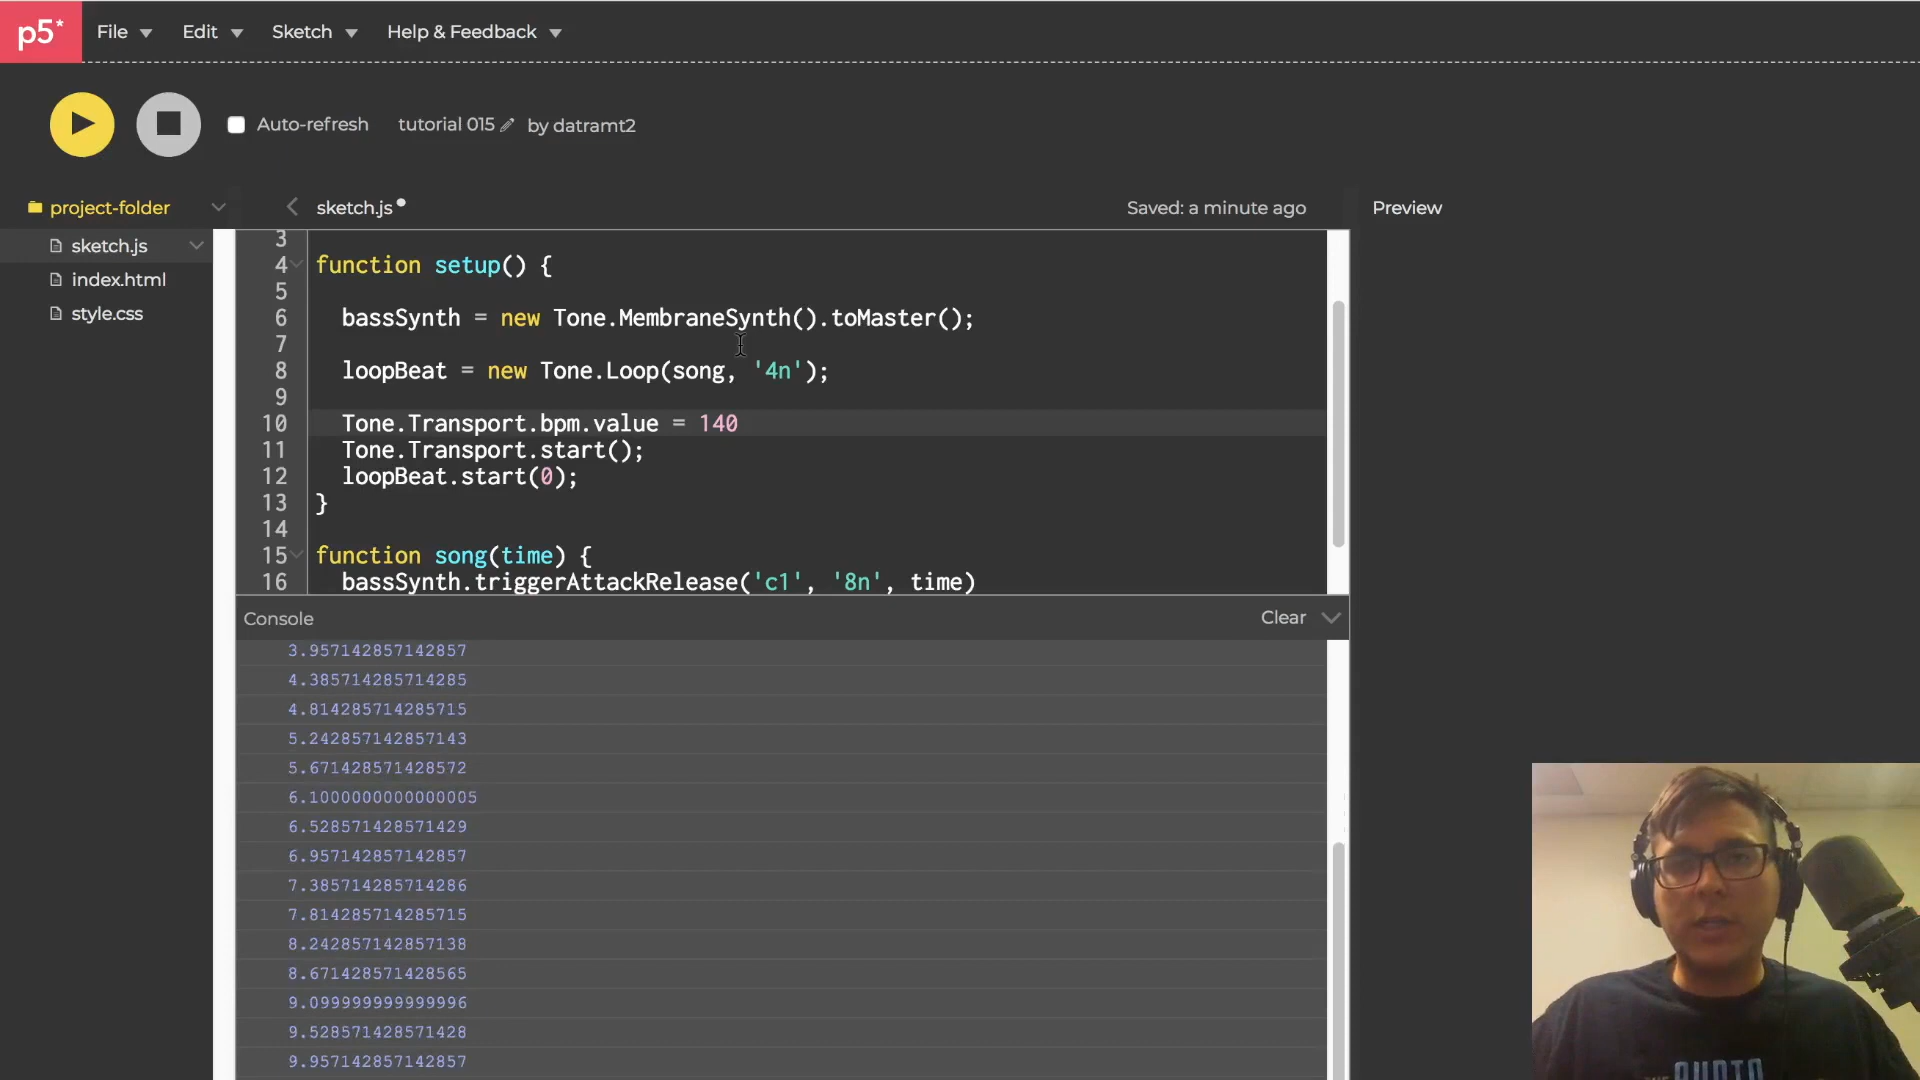 p5*
File Edit Sketch Help & Feedback
Auto-refresh tutorial 015 by datramt2
project-folder
sketch.js
index.html
style.css
sketch.js
Saved: a minute ago
Preview
3
4 function setup() {
5
6 bassSynth = new Tone.MembraneSynth().toMaster();
7
8 loopBeat = new Tone.Loop(song, '4n');
9
10 Tone.Transport.bpm.value = 140
11 Tone.Transport.start();
12 loopBeat.start(0);
13 }
14
15 function song(time) {
16 bassSynth.triggerAttackRelease('c1', '8n', time)
Console
Clear
3.957142857142857
4.385714285714285
4.814285714285715
5.242857142857143
5.671428571428572
6.1000000000000005
6.528571428571429
6.957142857142857
7.385714285714286
7.814285714285715
8.242857142857138
8.671428571428565
9.099999999999996
9.528571428571428
9.957142857142857